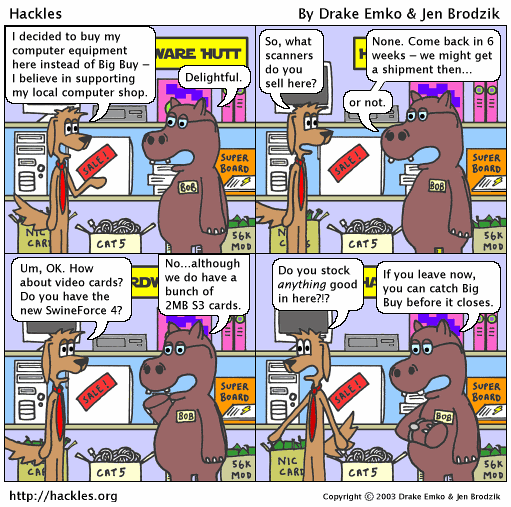 Hackles
By Drake Emko & Jen Brodzik
I decided to buy my
computer equipment
here instead of Big Buy –
I believe in supporting
my local computer shop.
WARE HUTT
Delightful.
SALE!
BOB
SUPER
BOARD
NIC
CAR
CAT 5
56K
MOD
So, what
scanners
do you
sell here?
H
None. Come back in 6
weeks – we might get
a shipment then...
or not.
SALE!
BOB
SUPER
BOARD
NIC
CAR
CAT 5
56K
MOD
Um, OK. How
about video cards?
Do you have the
new SwineForce 4?
RDW
No...although
we do have a
bunch of
2MB S3 cards.
SALE!
BOB
SUPER
BOARD
CAT 5
56K
MOD
Do you stock
anything good
in here?!?
HA
If you leave now,
you can catch Big
Buy before it closes.
SALE!
BOB
SUPER
BOARD
NIC
CARD
CAT 5
56K
MOD
http://hackles.org
Copyright © 2003 Drake Emko & Jen Brodzik